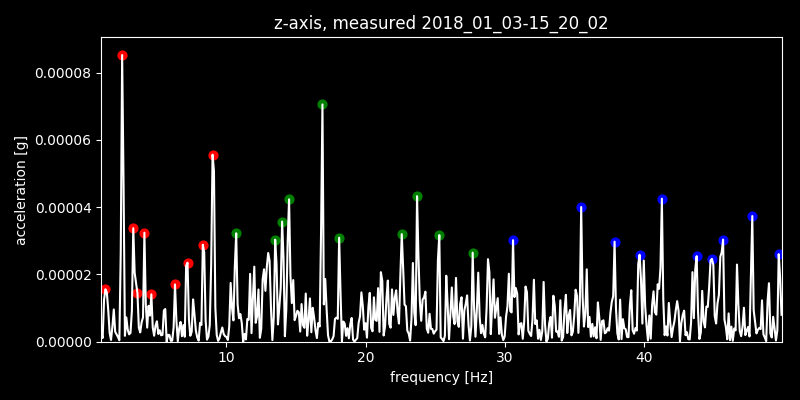 z-axis, measured 2018_01_03-15_20_02
0.00008
0.00006
0.00004
0.00002
0.00000
acceleration [g]
10 20 30 40
frequency [Hz]